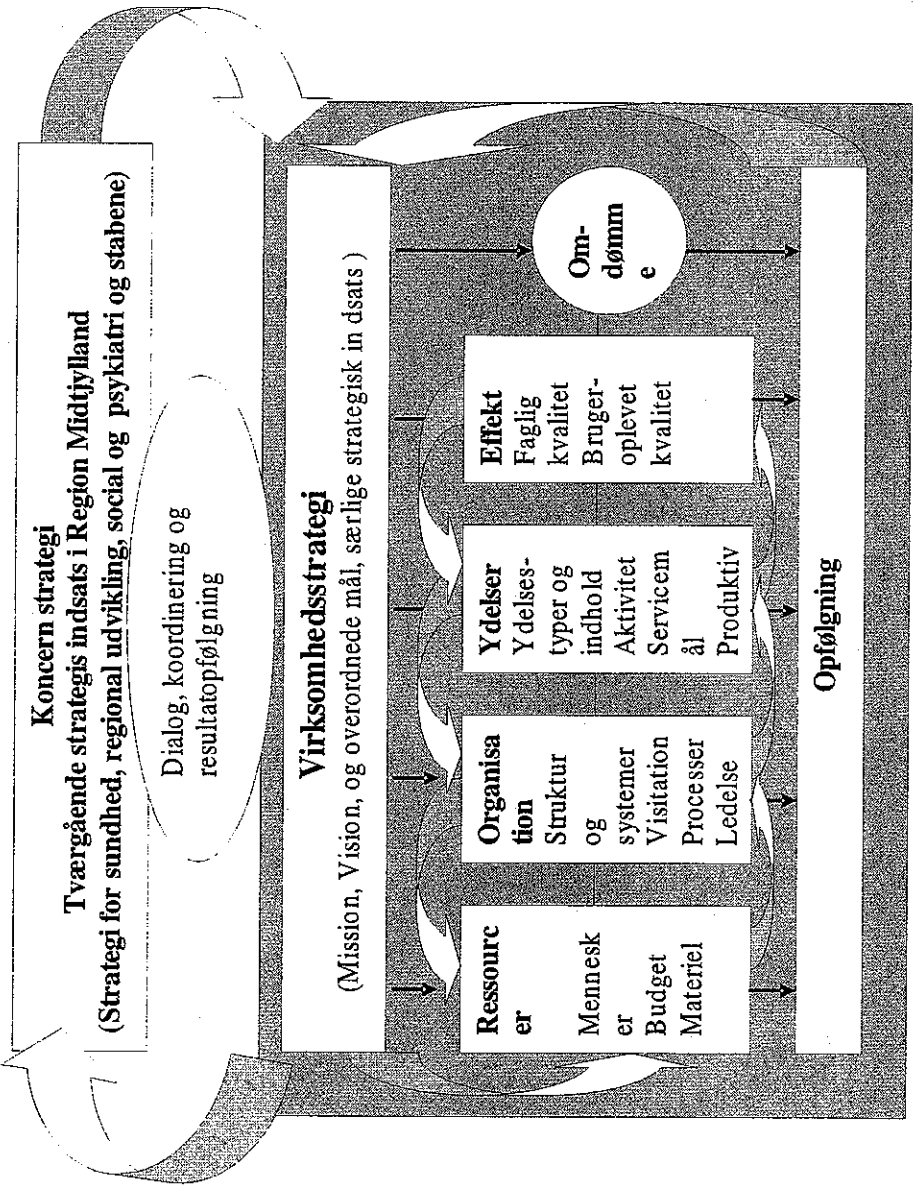 Koncern strategi
Tværgående strategis indsats i Region Midtjylland
(Strategi for sundhed, regional udvikling, social og psykiatri og stabene)
Dialog, koordinering og
resultatopfølgning
Virksomhedsstrategi
(Mission, Vision, og overordnede mål, særlige strategisk in dsats )
Ressourc
er
Mennesk
er
Budget
Materiel
Organisa
tion
Struktur
og
systemer
Visitation
Processer
Ledelse
Ydelser
Ydelses-
typer og
indhold
Aktivitet
Servicem
ål
Produktiv
Effekt
Faglig
kvalitet
Bruger-
oplevet
kvalitet
Om-
dømm
e
Opfølgning